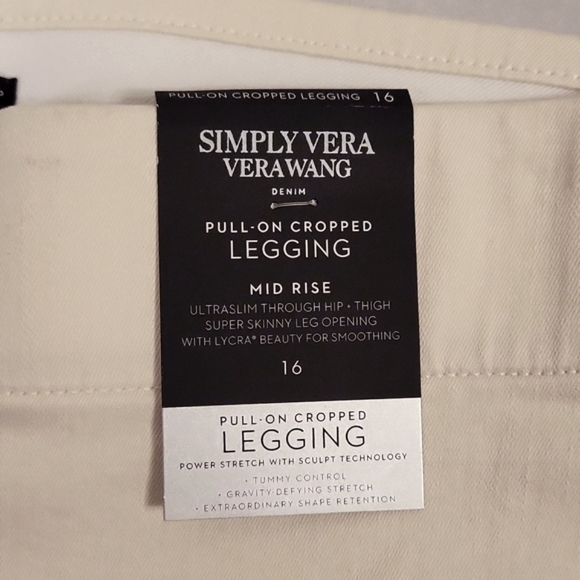 PULL-ON CROPPED LEGGING 16
SIMPLY VERA
VERA WANG
DENIM
PULL-ON CROPPED
LEGGING
MID RISE
ULTRASLIM THROUGH HIP + THIGH
SUPER SKINNY LEG OPENING
WITH LYCRA® BEAUTY FOR SMOOTHING
16
PULL-ON CROPPED
LEGGING
POWER STRETCH WITH SCULPT TECHNOLOGY
• TUMMY CONTROL
• GRAVITY-DEFYING STRETCH
• EXTRAORDINARY SHAPE RETENTION